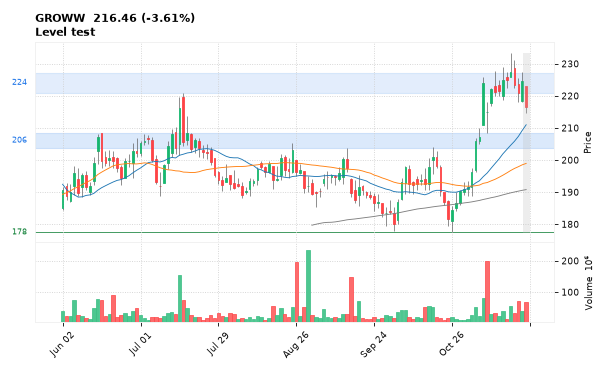 GROWW 216.46 (-3.61%)
Level test
224
206
178
230
220
210
200
190
180
Price
200
100
Volume 10⁶
Jun 02
Jul 01
Jul 29
Aug 26
Sep 24
Oct 26